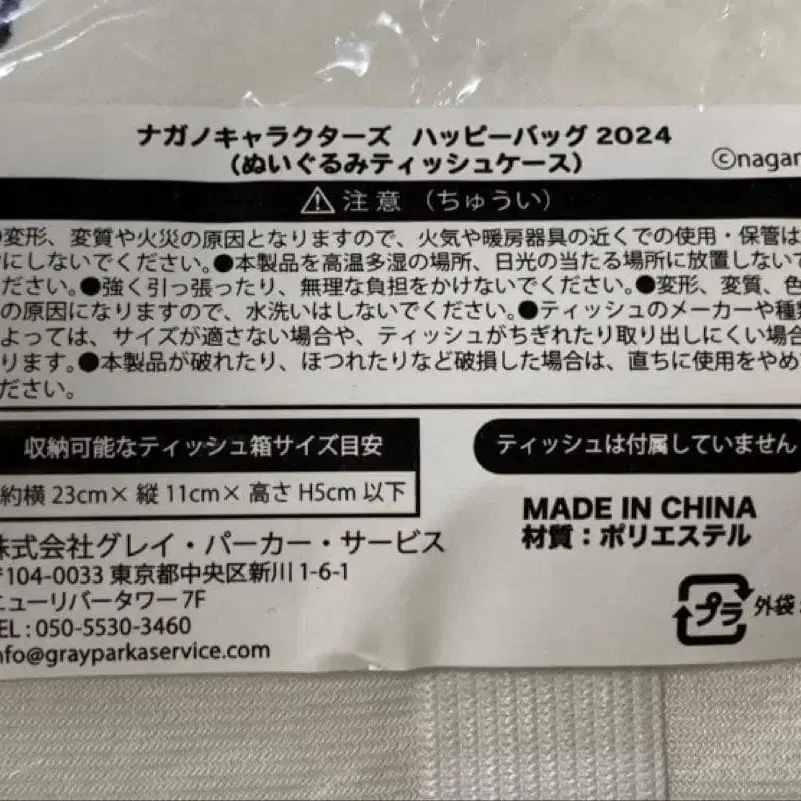 ナガノキャラクターズ ハッピーバッグ 2024
(ぬいぐるみティッシュケース)
©nagan
⚠注意(ちゅうい)
変形、変質や火災の原因となりますので、火気や暖房器具の近くでの使用・保管は
にしないでください。●本製品を高温多湿の場所、日光の当たる場所に放置しないで
ださい。●強く引っ張ったり、無理な負担をかけないでください。●変形、変質、色
の原因になりますので、水洗いはしないでください。●ティッシュのメーカーや種類
よっては、サイズが適さない場合や、ティッシュがちぎれたり取り出しにくい場合
ります。●本製品が破れたり、ほつれたりなど破損した場合は、直ちに使用をやめ
ださい。
収納可能なティッシュ箱サイズ目安
約横 23cm× 縦 11cm× 高さ H5cm 以下
ティッシュは付属していません
MADE IN CHINA
材質:ポリエステル
株式会社グレイ・パーカー・サービス
〒104-0033 東京都中央区新川 1-6-1
ニューリバータワー 7F
TEL : 050-5530-3460
info@grayparkaservice.com
プラ 外袋